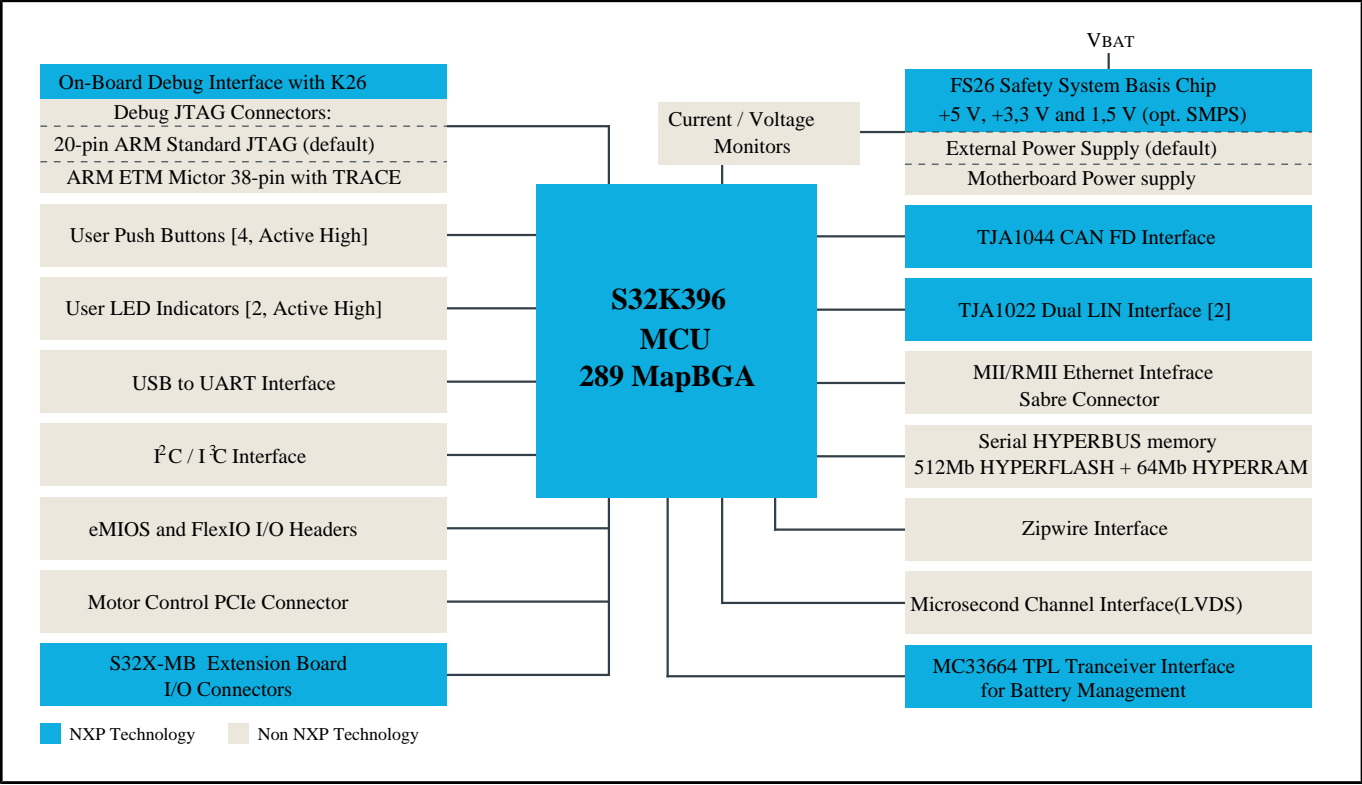 VBAT
On-Board Debug Interface with K26
Debug JTAG Connectors:
20-pin ARM Standard JTAG (default)
ARM ETM Mictor 38-pin with TRACE
User Push Buttons [4, Active High]
User LED Indicators [2, Active High]
USB to UART Interface
I²C / I³C Interface
eMIOS and FlexIO I/O Headers
Motor Control PCIe Connector
S32X-MB Extension Board
I/O Connectors
Current / Voltage
Monitors
S32K396
MCU
289 MapBGA
FS26 Safety System Basis Chip
+5 V, +3,3 V and 1,5 V (opt. SMPS)
External Power Supply (default)
Motherboard Power supply
TJA1044 CAN FD Interface
TJA1022 Dual LIN Interface [2]
MII/RMII Ethernet Intefrace
Sabre Connector
Serial HYPERBUS memory
512Mb HYPERFLASH + 64Mb HYPERRAM
Zipwire Interface
Microsecond Channel Interface(LVDS)
MC33664 TPL Tranceiver Interface
for Battery Management
NXP Technology
Non NXP Technology